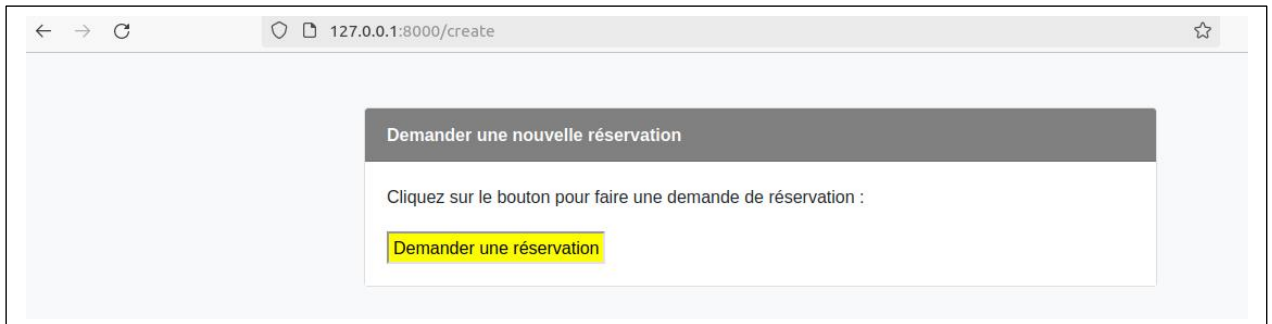 127.0.0.1:8000/create
Demander une nouvelle réservation
Cliquez sur le bouton pour faire une demande de réservation :
Demander une réservation